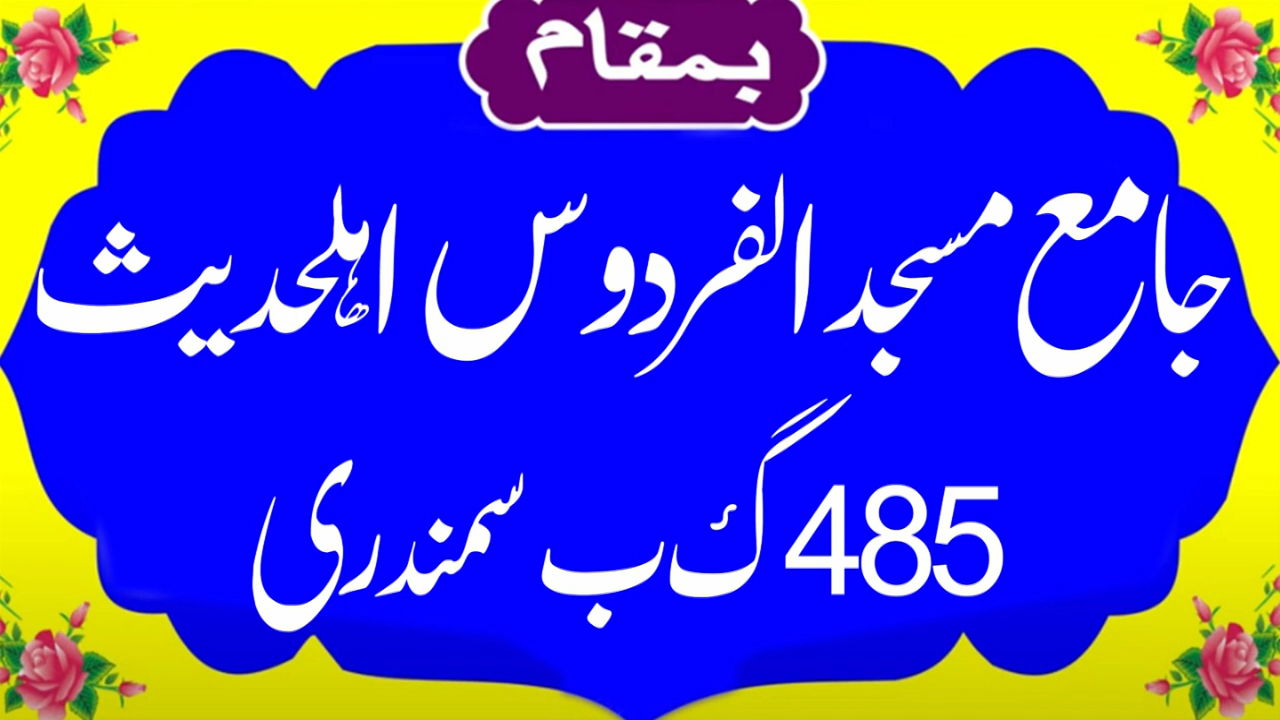 بمقام
جامع مسجد الفردوس اہلحدیث
485 گ ب سمندری